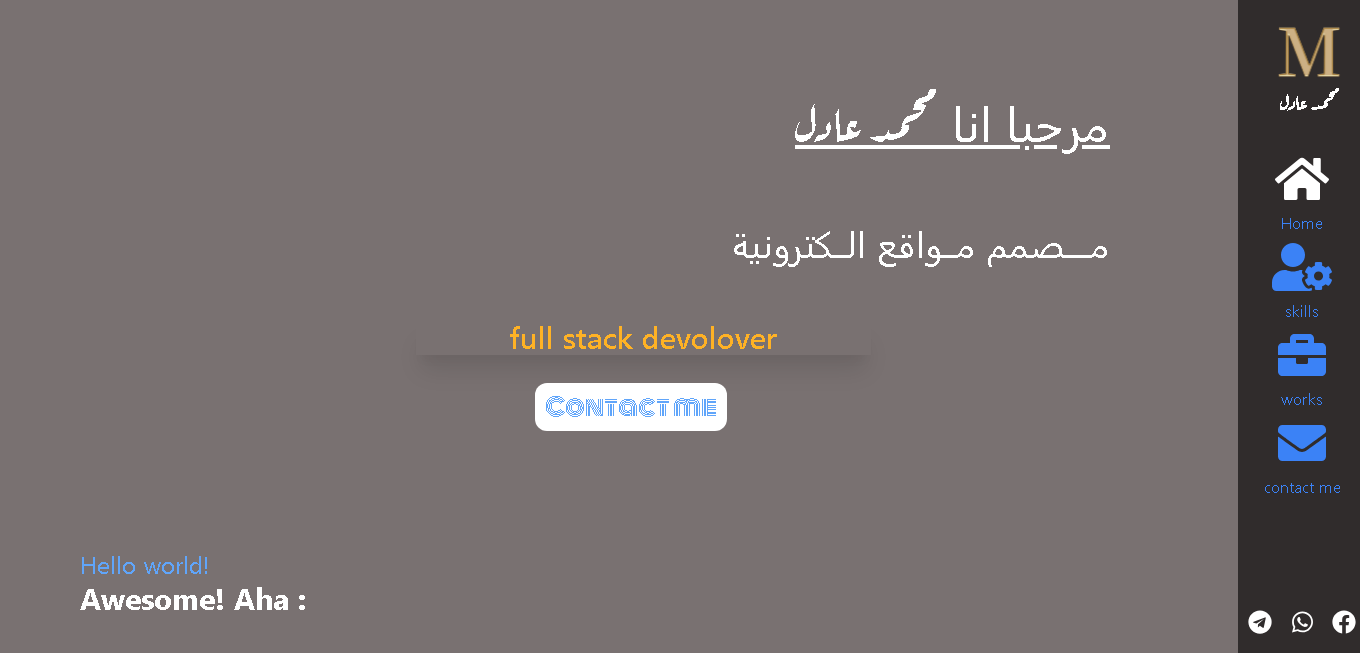 مرحبا انا محمد عادل
مـــصمم مـواقع الـكترونية
full stack devolover
Contact me
Hello world!
Awesome! Aha :
M
محمد عادل
Home
skills
works
contact me